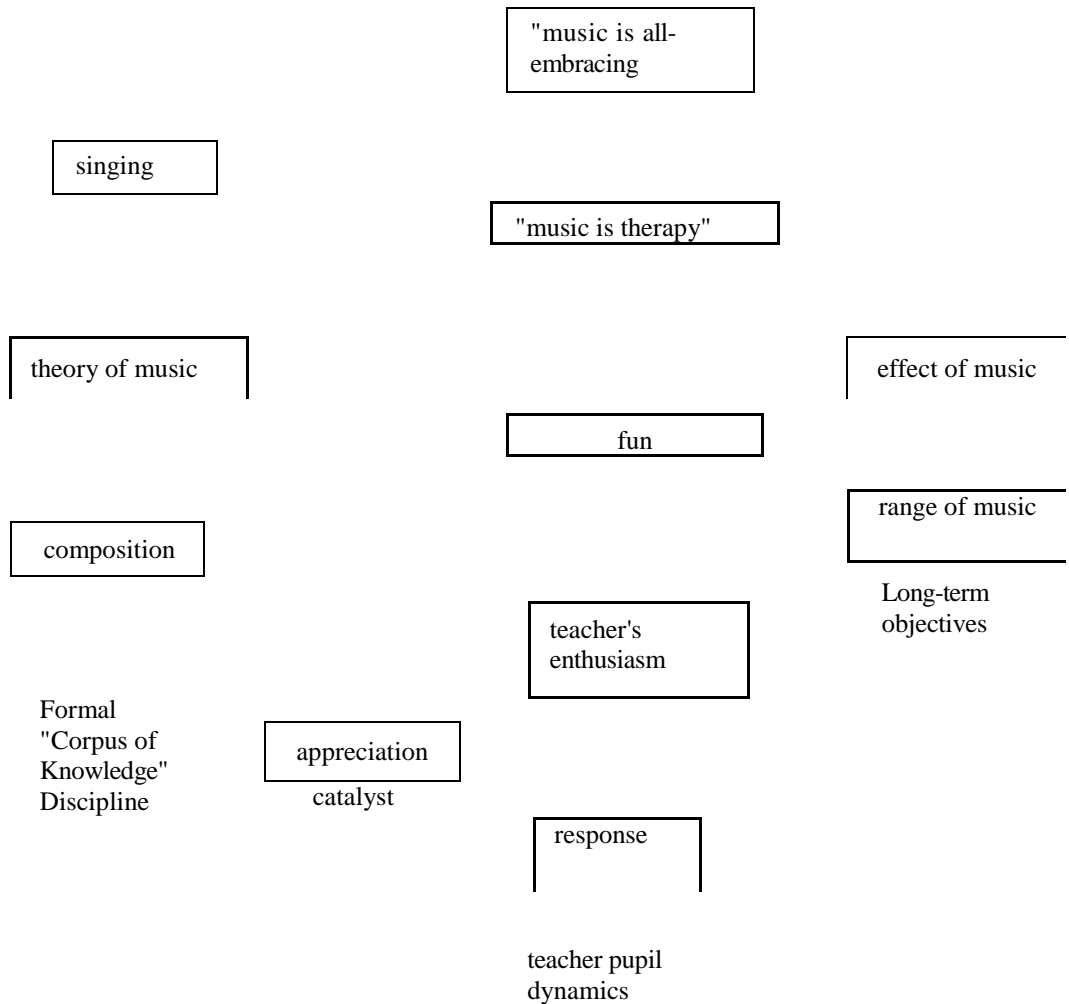 "music is all-
embracing
singing
"music is therapy"
theory of music
effect of music
fun
range of music
composition
Long-term
objectives
teacher's
enthusiasm
Formal
"Corpus of
Knowledge"
Discipline
appreciation
catalyst
response
teacher pupil
dynamics